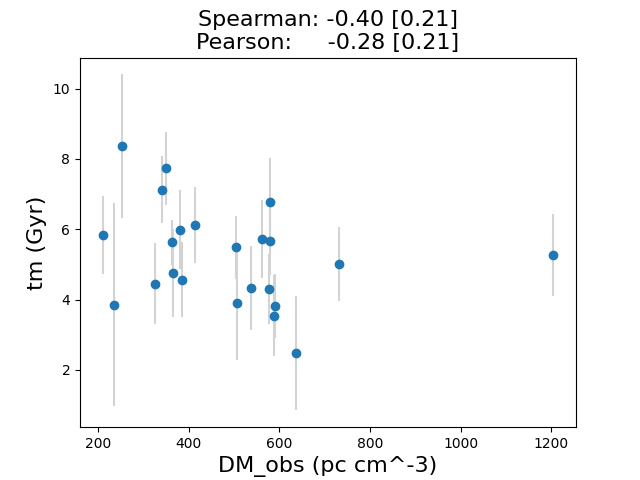 Spearman: -0.40 [0.21]
Pearson: -0.28 [0.21]
tm (Gyr)
10
8
6
4
2
200 400 600 800 1000 1200
DM_obs (pc cm^-3)